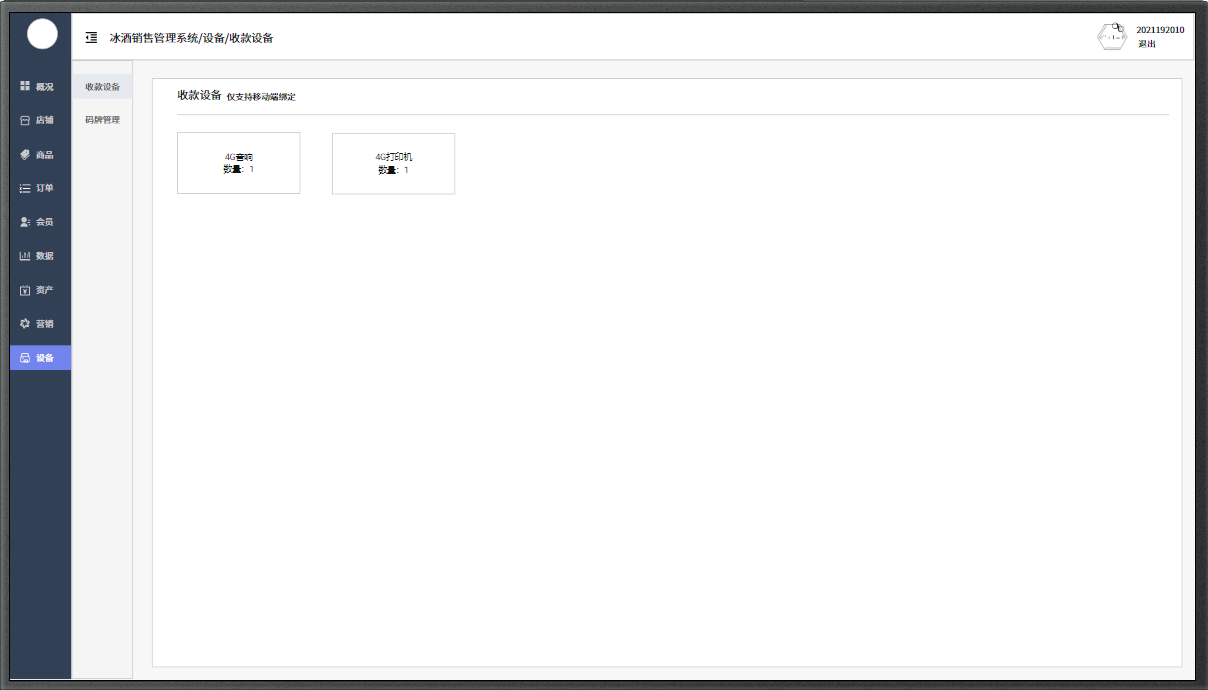 冰酒销售管理系统/设备/收款设备
2021192010
退出
概况
店铺
商品
订单
会员
数据
资产
营销
设备
收款设备
码牌管理
收款设备 仅支持移动端绑定
4G音响
数量：1
4G打印机
数量：1